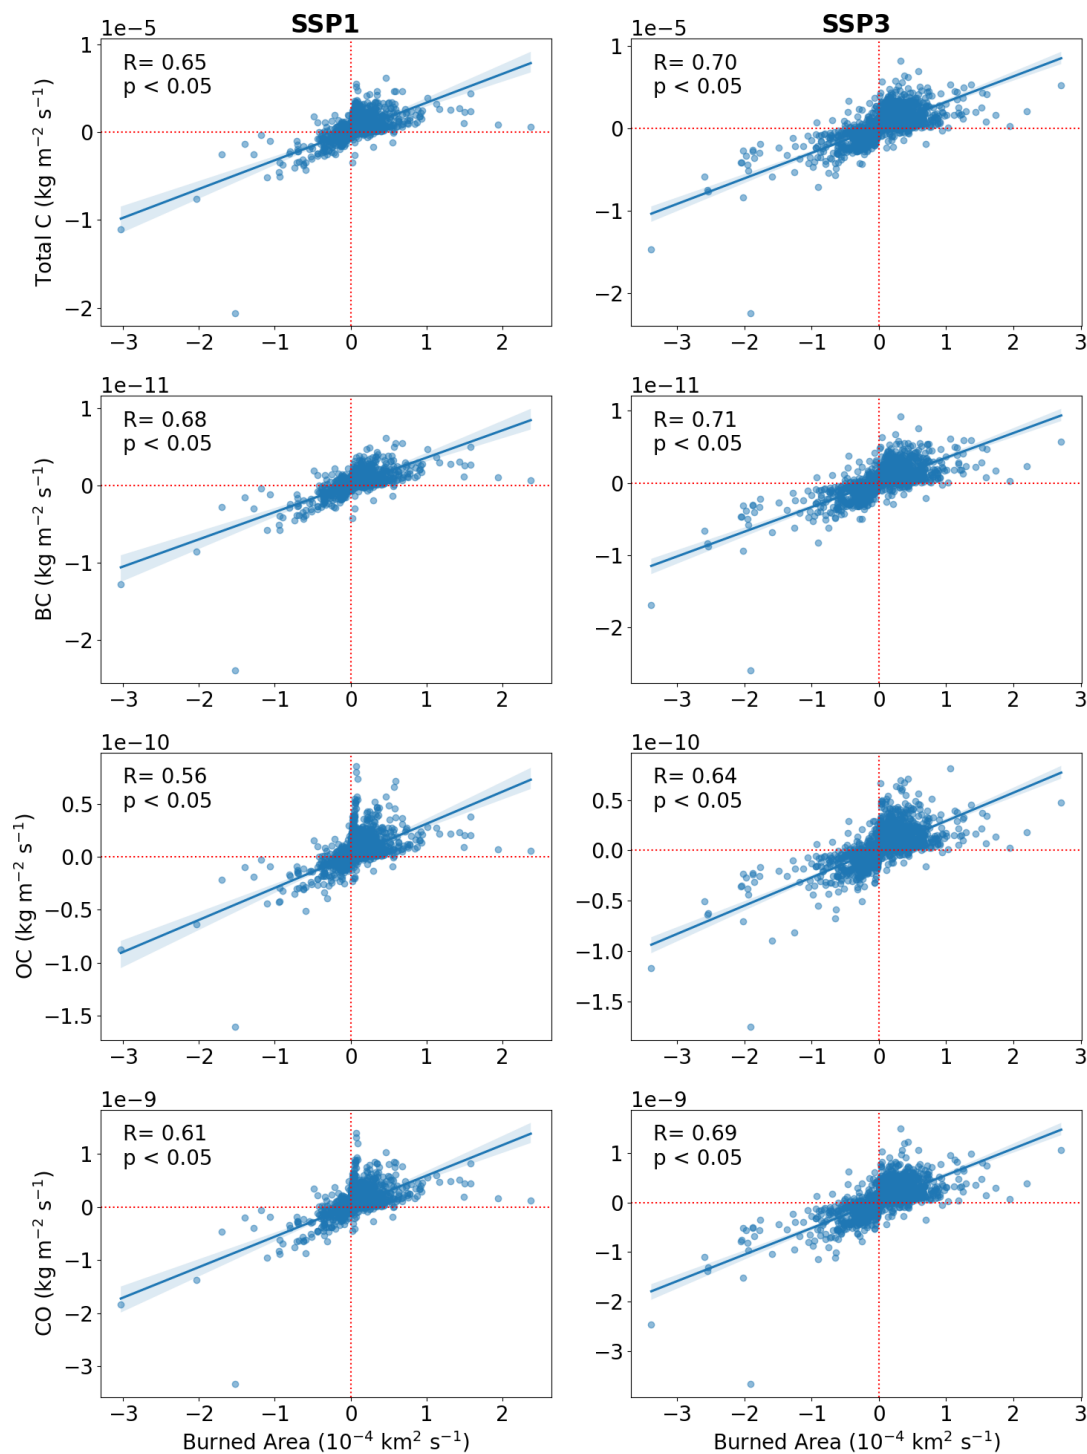 SSP1
SSP3
1e−5
1e−5
R= 0.65
p < 0.05
R= 0.70
p < 0.05
Total C (kg m⁻² s⁻¹)
1
0
−1
−2
1
0
−1
−2
−3 −2 −1 0 1 2
−3 −2 −1 0 1 2 3
1e−11
1e−11
R= 0.68
p < 0.05
R= 0.71
p < 0.05
BC (kg m⁻² s⁻¹)
1
0
−1
−2
1
0
−1
−2
−3 −2 −1 0 1 2
−3 −2 −1 0 1 2 3
1e−10
1e−10
R= 0.56
p < 0.05
R= 0.64
p < 0.05
OC (kg m⁻² s⁻¹)
0.5
0.0
−0.5
−1.0
−1.5
0.5
0.0
−0.5
−1.0
−1.5
−3 −2 −1 0 1 2
−3 −2 −1 0 1 2 3
1e−9
1e−9
R= 0.61
p < 0.05
R= 0.69
p < 0.05
CO (kg m⁻² s⁻¹)
1
0
−1
−2
−3
1
0
−1
−2
−3
−3 −2 −1 0 1 2
−3 −2 −1 0 1 2 3
Burned Area (10⁻⁴ km² s⁻¹)
Burned Area (10⁻⁴ km² s⁻¹)